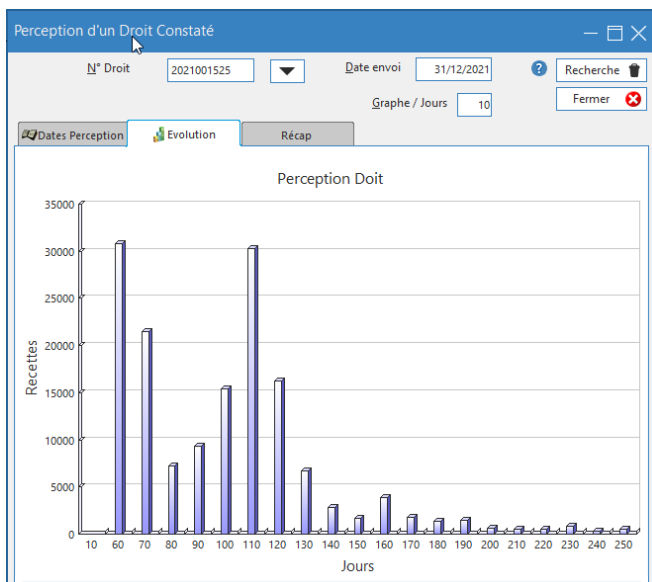 Perception d'un Droit Constaté
N° Droit 2021001525 Date envoi 31/12/2021 ? Recherche
Graphe / Jours 10 Fermer
Dates Perception Evolution Récap
Perception Doit
35000
30000
25000
20000
15000
10000
5000
0
Recettes
10 60 70 80 90 100 110 120 130 140 150 160 170 180 190 200 210 220 230 240 250
Jours